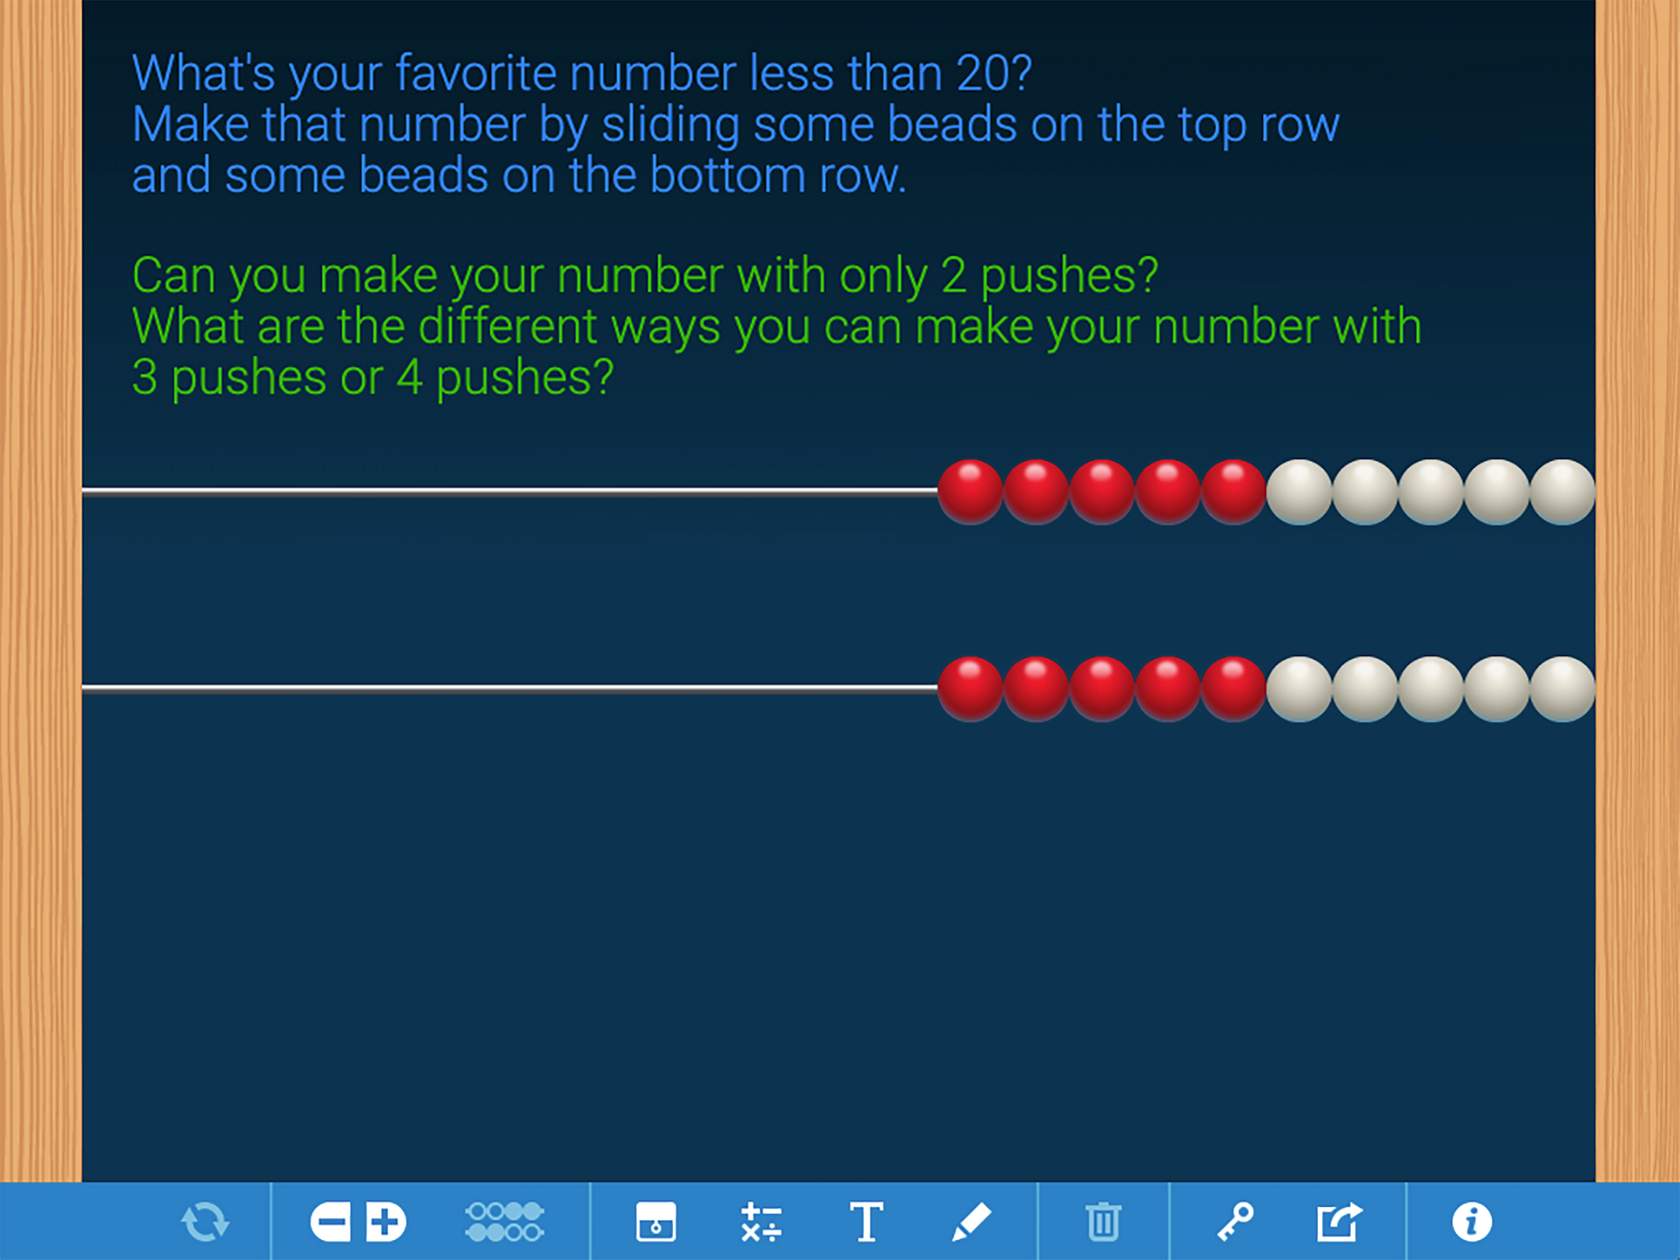 What's your favorite number less than 20?
Make that number by sliding some beads on the top row
and some beads on the bottom row.
Can you make your number with only 2 pushes?
What are the different ways you can make your number with
3 pushes or 4 pushes?
T
i